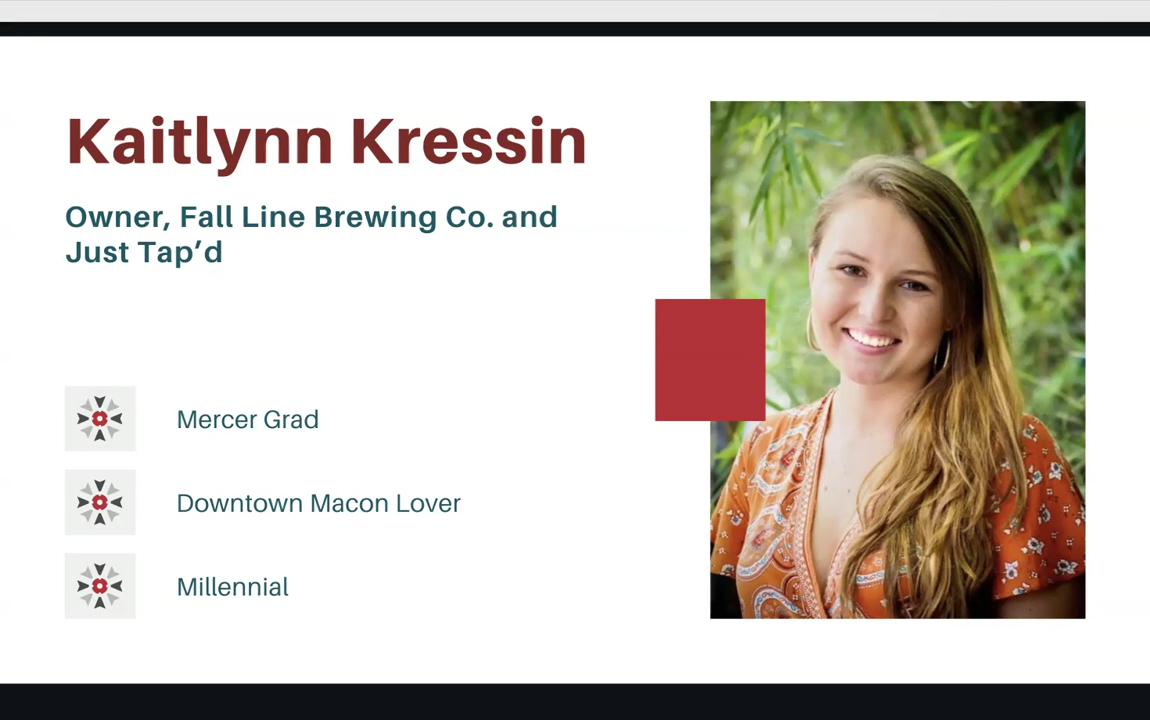 Kaitlynn Kressin
Owner, Fall Line Brewing Co. and
Just Tap’d
Mercer Grad
Downtown Macon Lover
Millennial